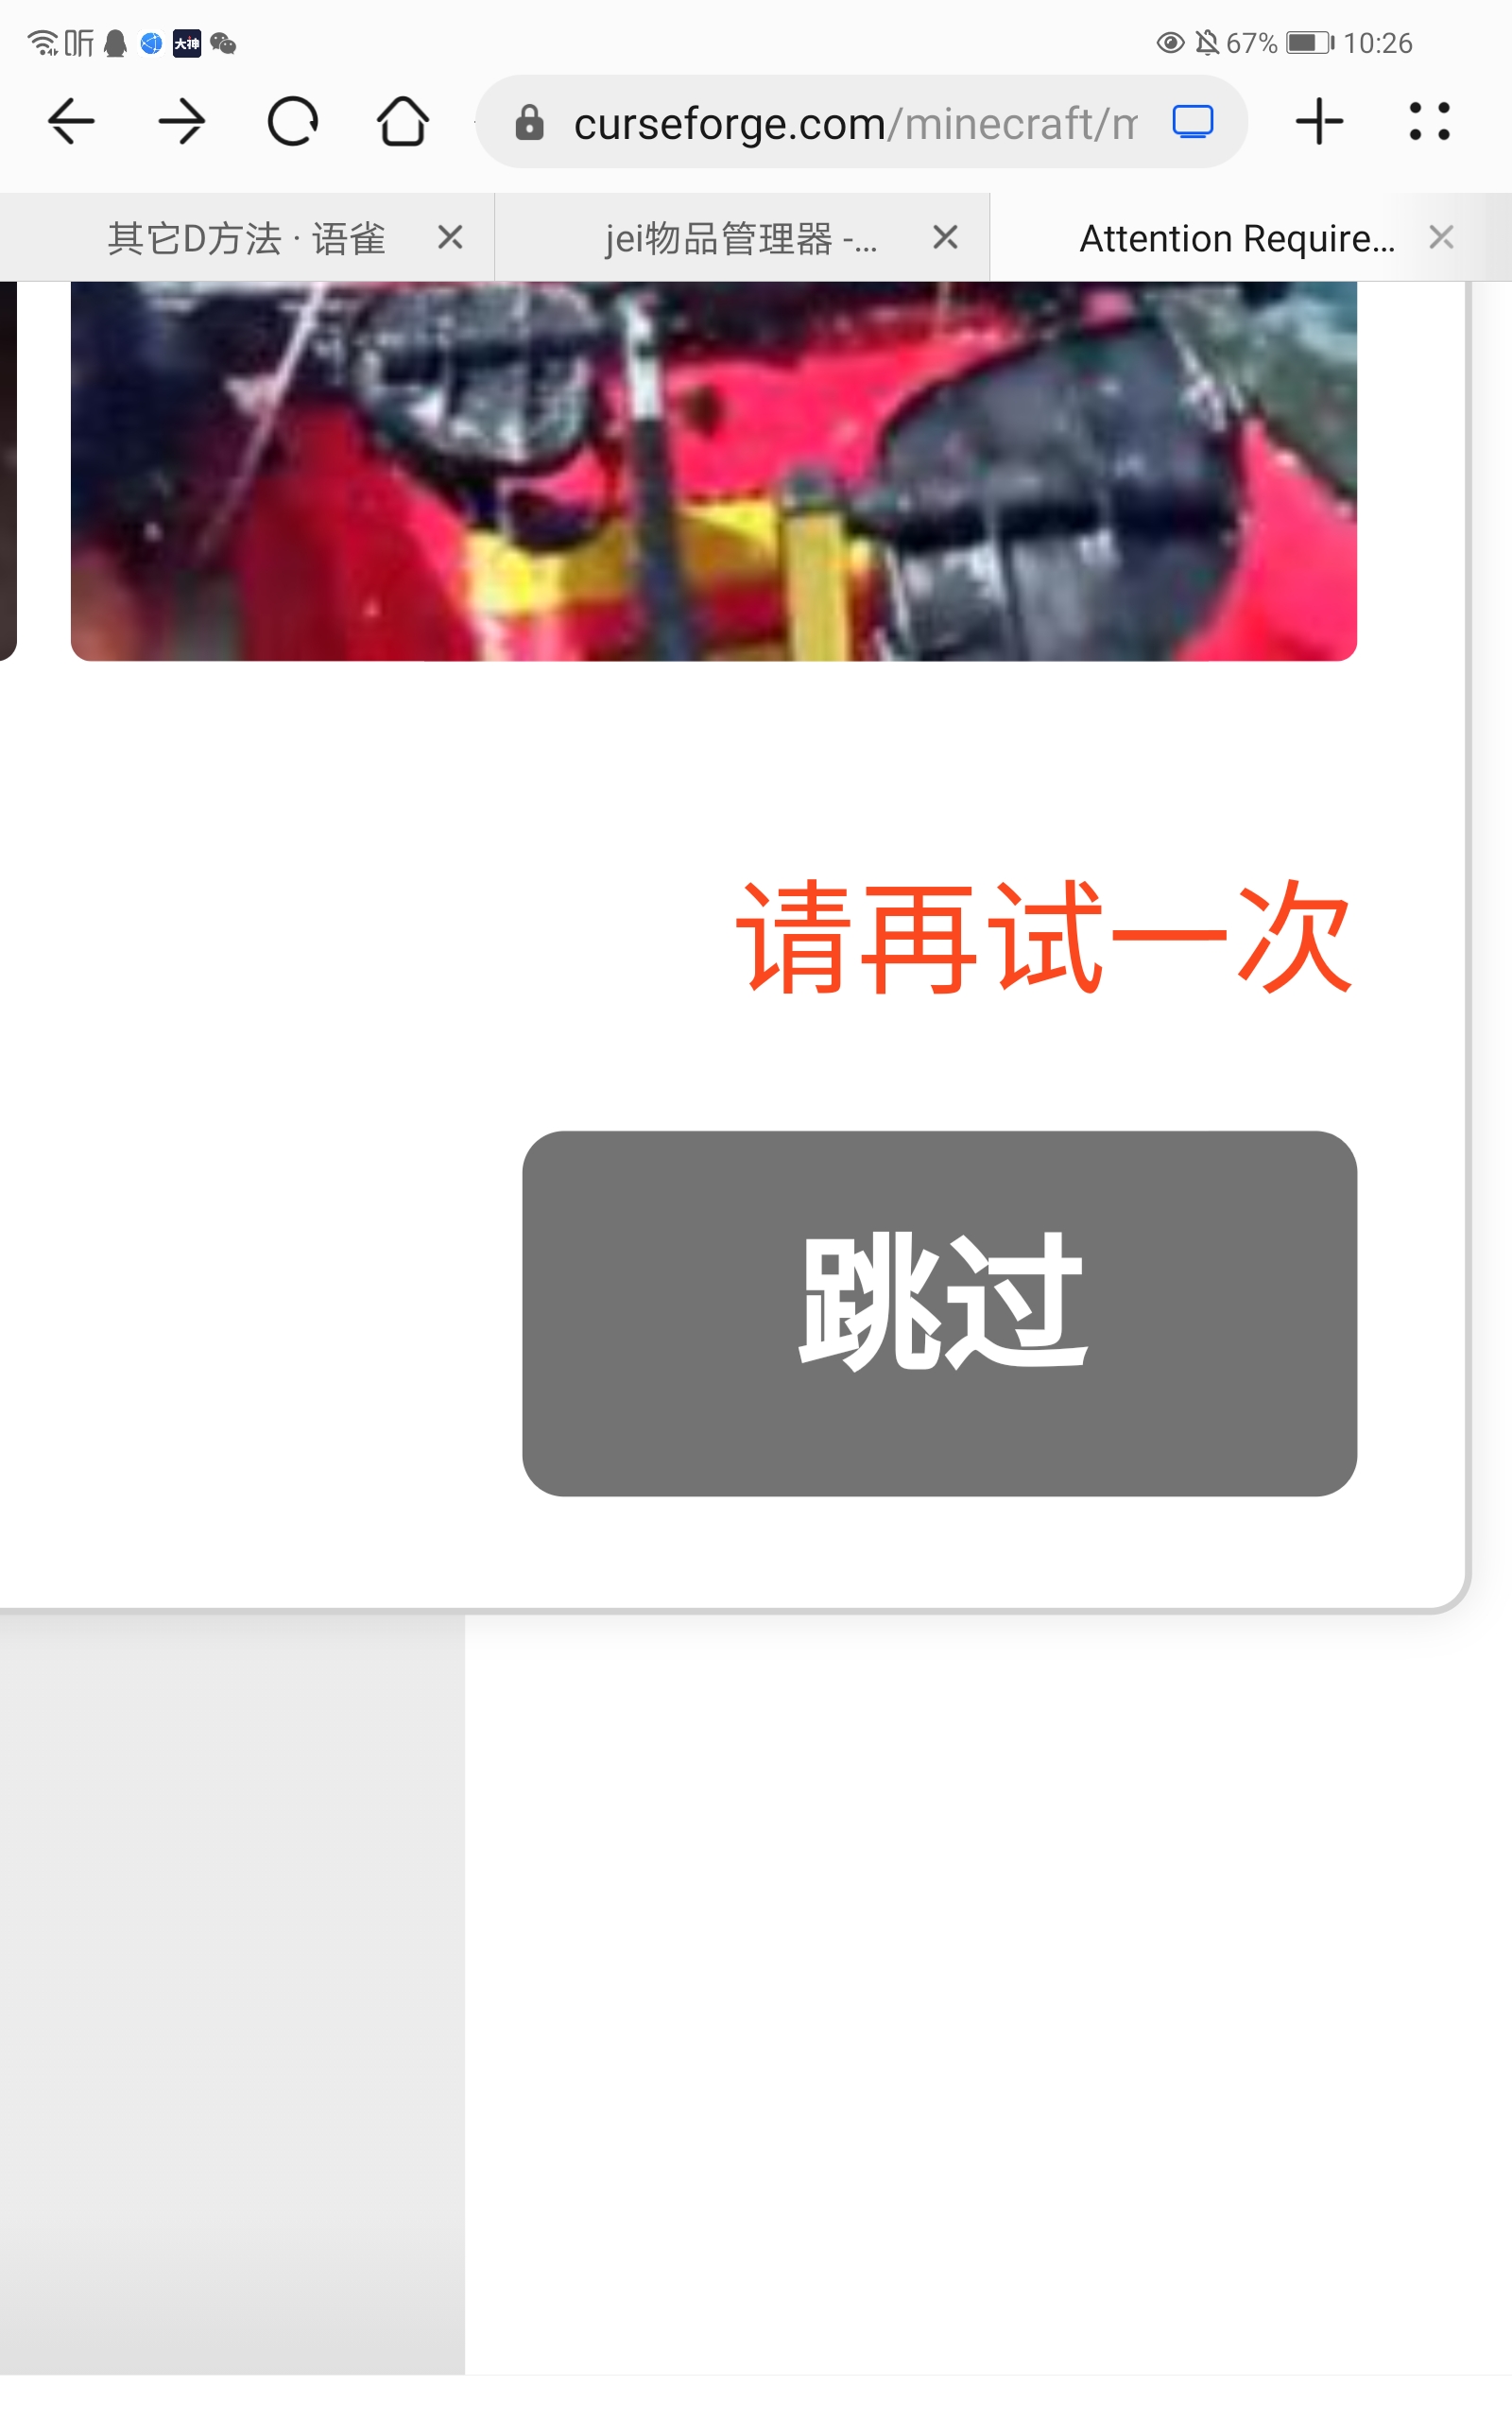 听 大神 67% 10:26
curseforge.com/minecraft/m
其它D方法 · 语雀 jei物品管理器 -... Attention Require...
请再试一次
跳过